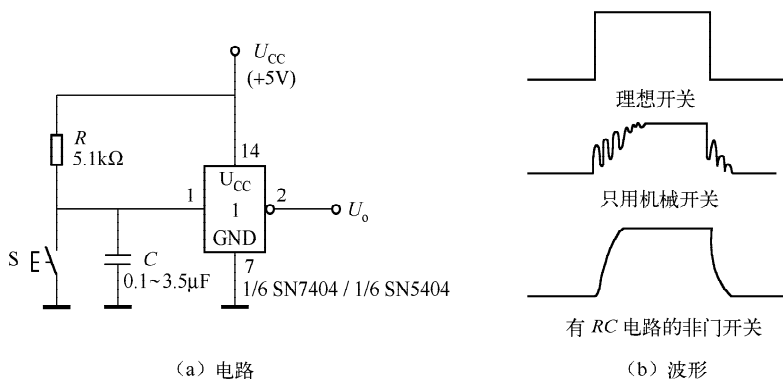 U_CC
(+5V)
R
5.1kΩ
14
U_CC
1
2
1
U_o
GND
S
C
0.1~3.5μF
7
1/6 SN7404 / 1/6 SN5404
(a) 电路
理想开关
只用机械开关
有 RC 电路的非门开关
(b) 波形